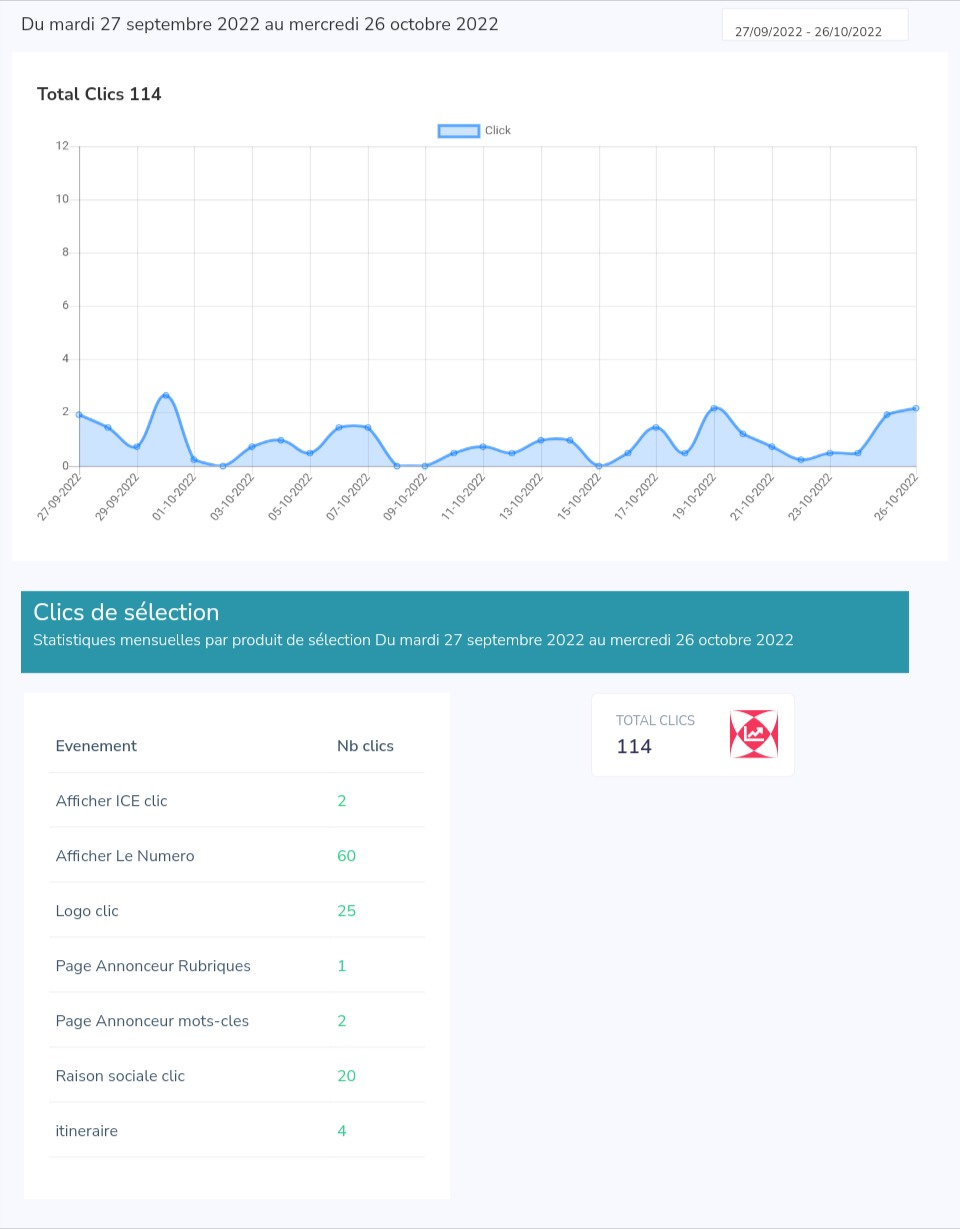 Du mardi 27 septembre 2022 au mercredi 26 octobre 2022
27/09/2022 - 26/10/2022
Total Clics 114
Click
12
10
8
6
4
2
0
27-09-2022
29-09-2022
01-10-2022
03-10-2022
05-10-2022
07-10-2022
09-10-2022
11-10-2022
13-10-2022
15-10-2022
17-10-2022
19-10-2022
21-10-2022
23-10-2022
26-10-2022
Clics de sélection
Statistiques mensuelles par produit de sélection Du mardi 27 septembre 2022 au mercredi 26 octobre 2022
TOTAL CLICS
114
Evenement Nb clics
Afficher ICE clic 2
Afficher Le Numero 60
Logo clic 25
Page Annonceur Rubriques 1
Page Annonceur mots-cles 2
Raison sociale clic 20
itineraire 4